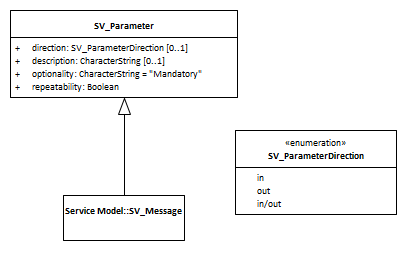 SV_Parameter
+ direction: SV_ParameterDirection [0..1]
+ description: CharacterString [0..1]
+ optionality: CharacterString = "Mandatory"
+ repeatability: Boolean
«enumeration»
SV_ParameterDirection
in
out
in/out
Service Model::SV_Message